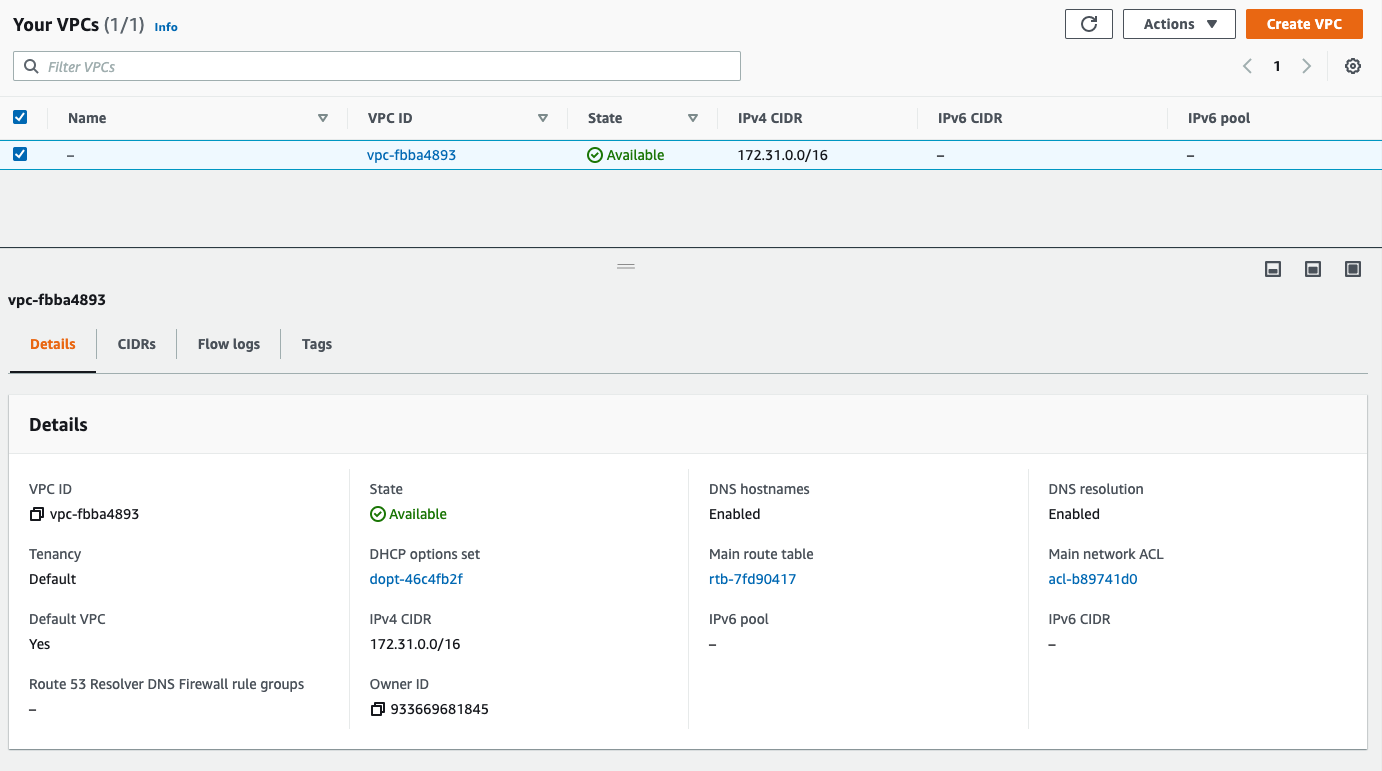 Your VPCs (1/1) Info
Actions ▼ Create VPC
Filter VPCs
1
Name VPC ID State IPv4 CIDR IPv6 CIDR IPv6 pool
– vpc-fbba4893 Available 172.31.0.0/16 – –
vpc-fbba4893
Details CIDRs Flow logs Tags
Details
VPC ID State DNS hostnames DNS resolution
vpc-fbba4893 Available Enabled Enabled
Tenancy DHCP options set Main route table Main network ACL
Default dopt-46c4fb2f rtb-7fd90417 acl-b89741d0
Default VPC IPv4 CIDR IPv6 pool IPv6 CIDR
Yes 172.31.0.0/16 – –
Route 53 Resolver DNS Firewall rule groups Owner ID
– 933669681845